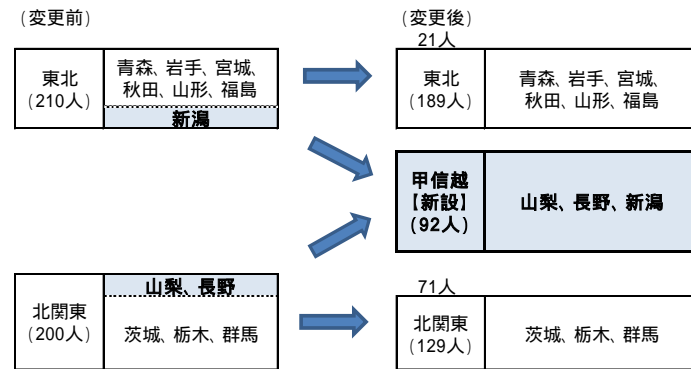 (変更前)
(変更後)
21人
東北
(210人)
青森、岩手、宮城、
秋田、山形、福島
新潟
東北
(189人)
青森、岩手、宮城、
秋田、山形、福島
甲信越
【新設】
(92人)
山梨、長野、新潟
北関東
(200人)
山梨、長野
茨城、栃木、群馬
71人
北関東
(129人)
茨城、栃木、群馬